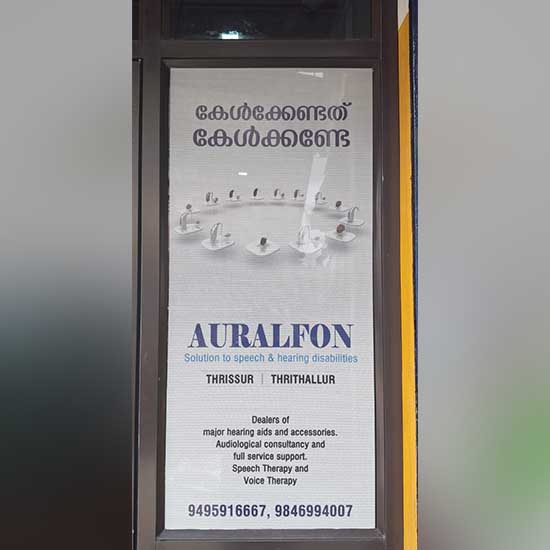 കേൾക്കേണ്ടത്
കേൾക്കണ്ടേ
AURALFON
Solution to speech & hearing disabilities
THRISSUR | THRITHALLUR
Dealers of
major hearing aids and accessories.
Audiological consultancy and
full service support.
Speech Therapy and
Voice Therapy
9495916667, 9846994007